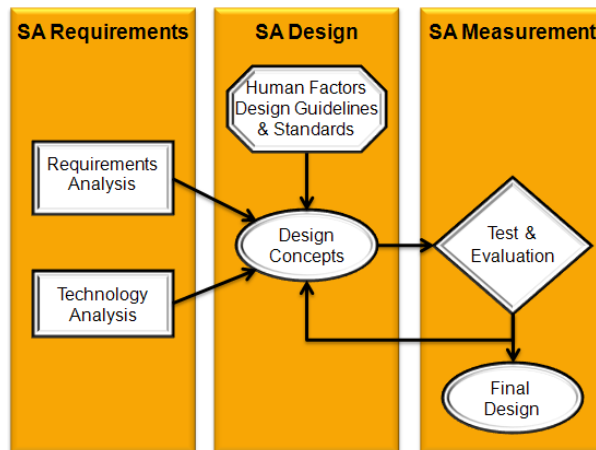 SA Requirements
SA Design
SA Measurement
Human Factors
Design Guidelines
& Standards
Requirements
Analysis
Design
Concepts
Test &
Evaluation
Technology
Analysis
Final
Design